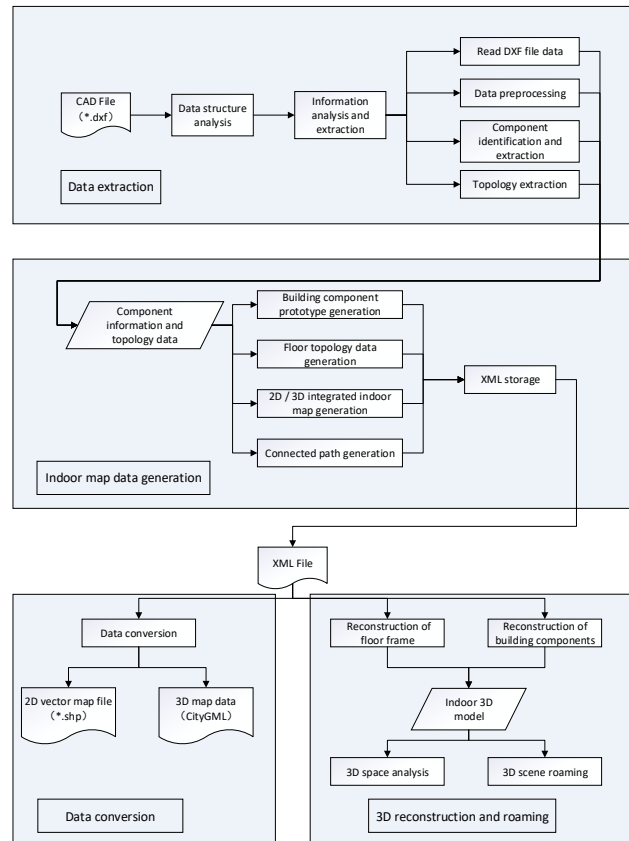 Read DXF file data
CAD File
（*.dxf）
Data structure
analysis
Information
analysis and
extraction
Data preprocessing
Component
identification and
extraction
Topology extraction
Data extraction
Component
information and
topology data
Building component
prototype generation
Floor topology data
generation
2D / 3D integrated indoor
map generation
Connected path generation
XML storage
Indoor map data generation
XML File
Data conversion
2D vector map file
（*.shp）
3D map data
（CityGML）
Data conversion
Reconstruction of
floor frame
Reconstruction of
building components
Indoor 3D
model
3D space analysis
3D scene roaming
3D reconstruction and roaming